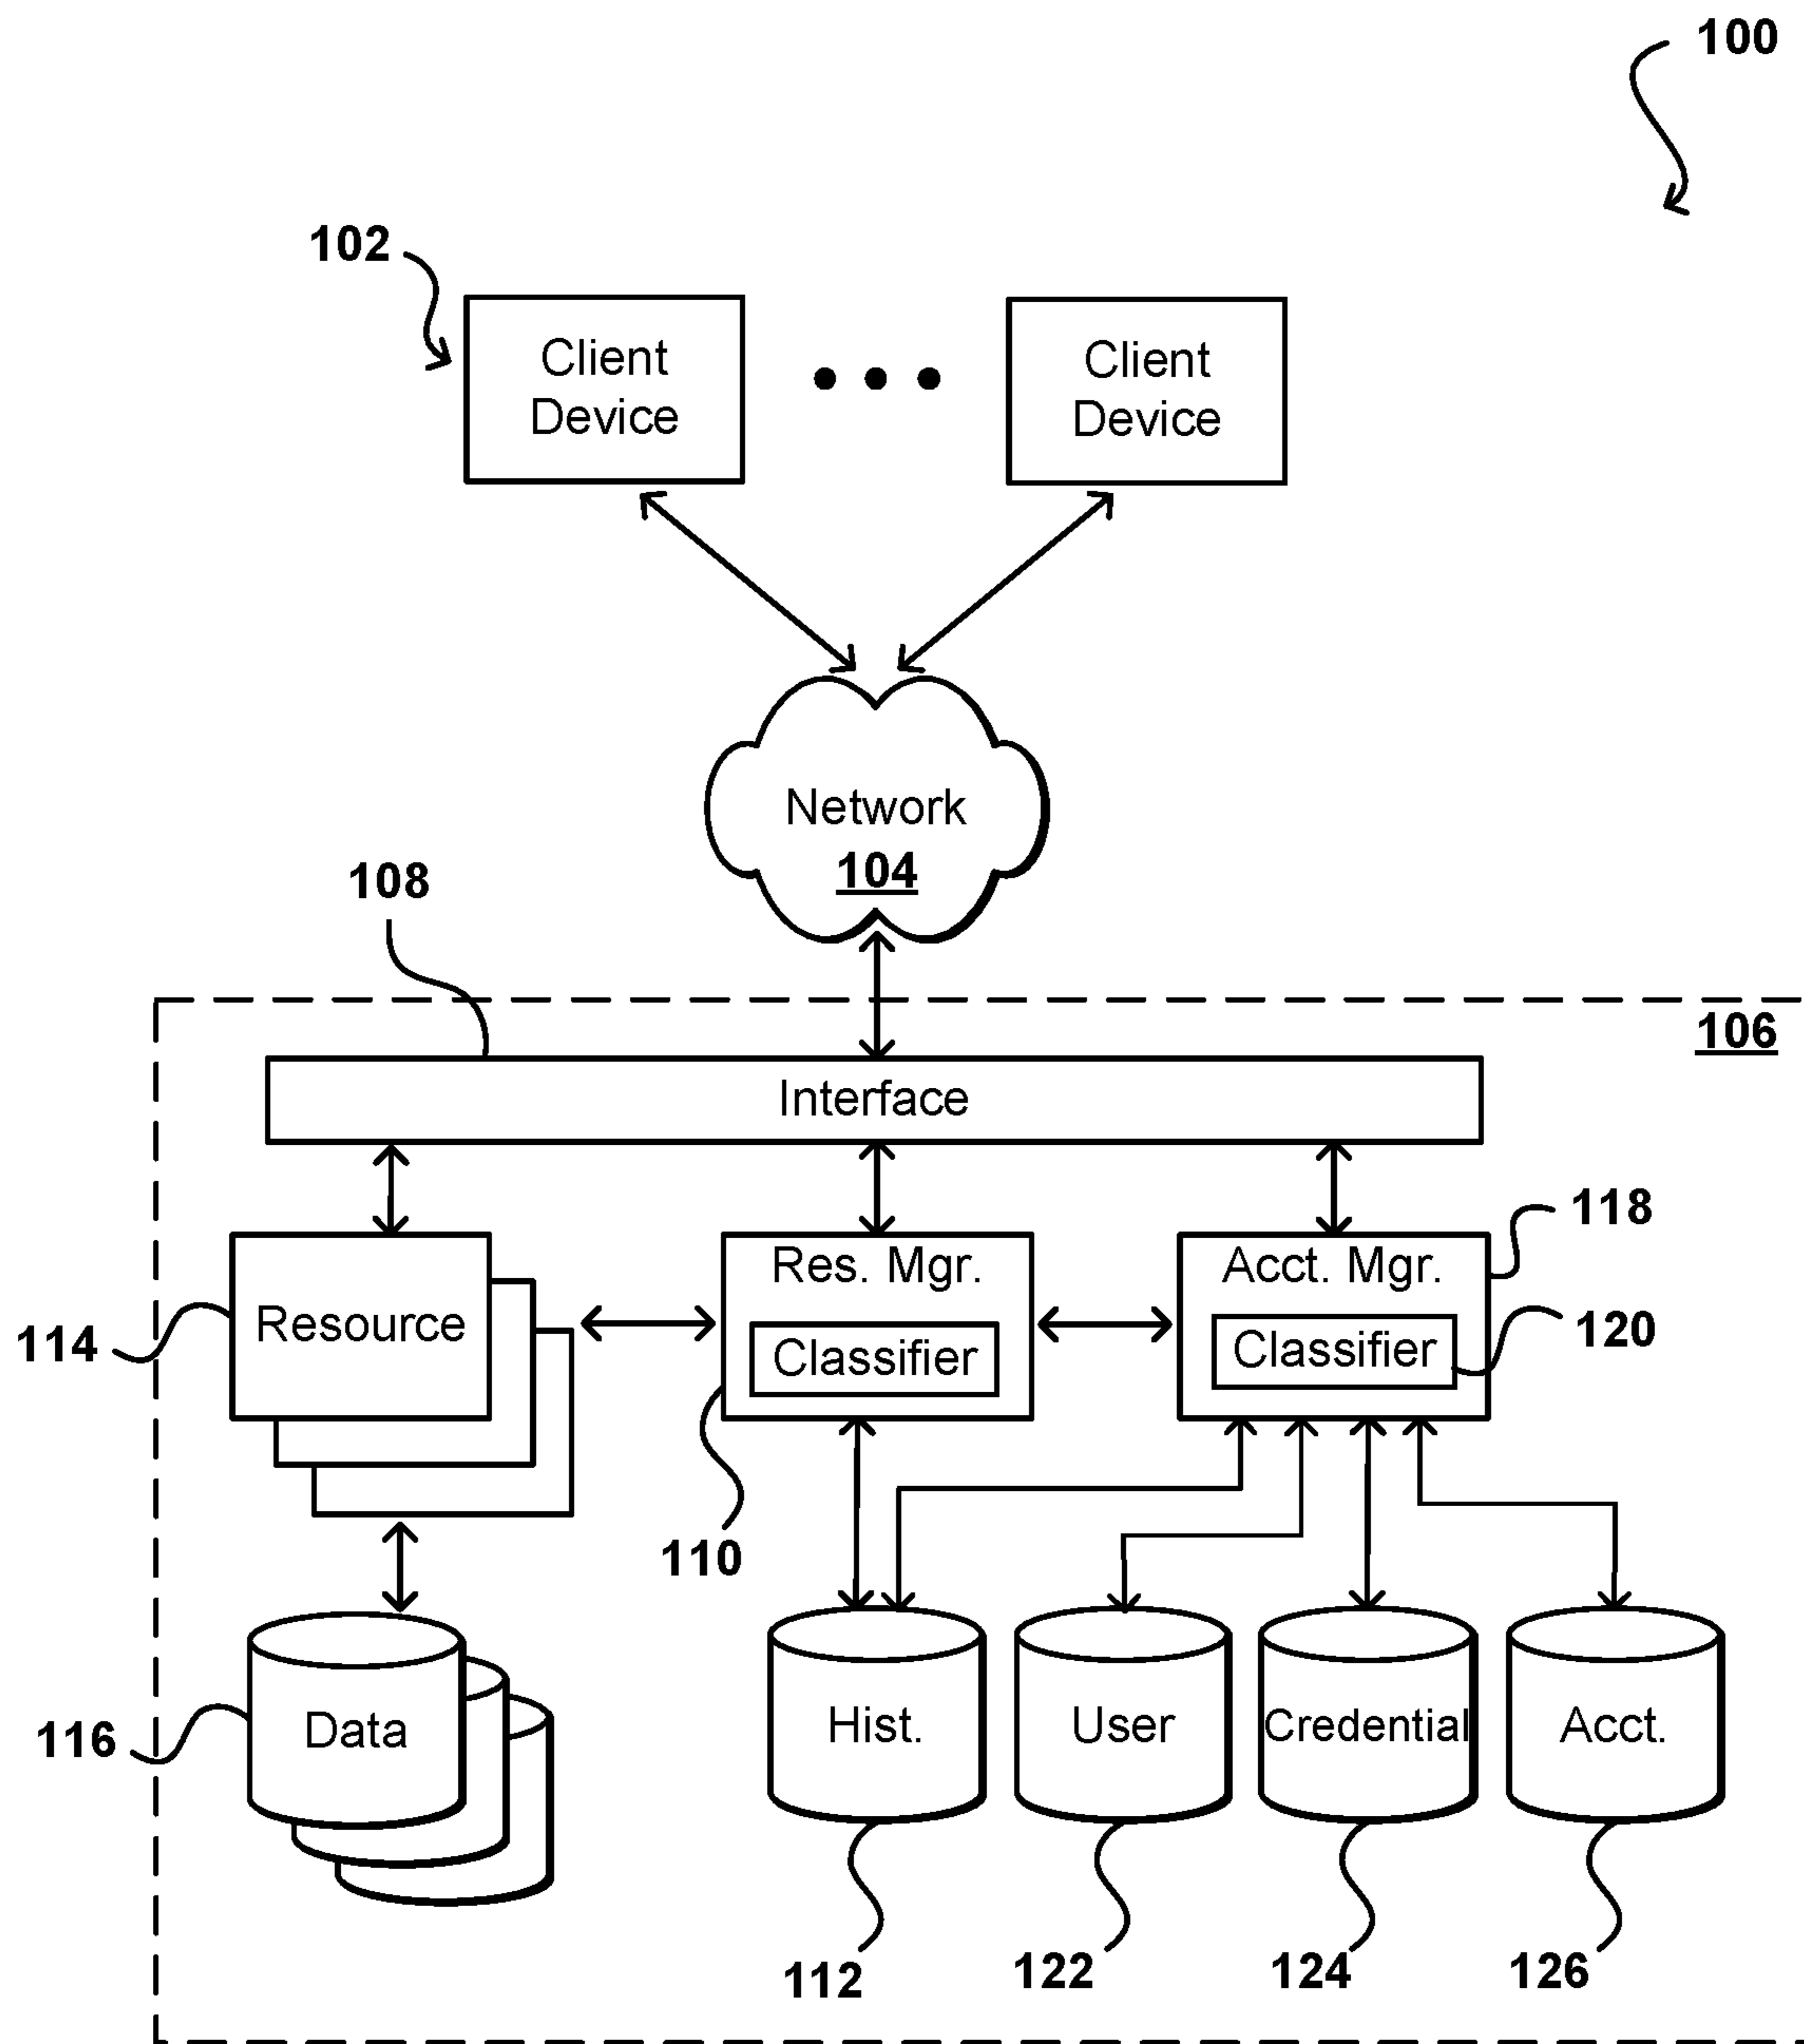 100
102
Client
Device
Client
Device
Network
104
108
106
Interface
118
Res. Mgr.
Acct. Mgr.
114
Resource
Classifier
Classifier
120
110
116
Data
Hist.
User
Credential
Acct.
112
122
124
126